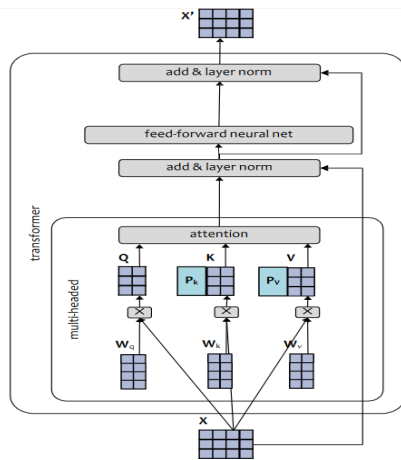 X'
add & layer norm
feed-forward neural net
add & layer norm
transformer
multi-headed
attention
Q K V
Pk Pv
× × ×
Wq Wk Wv
X